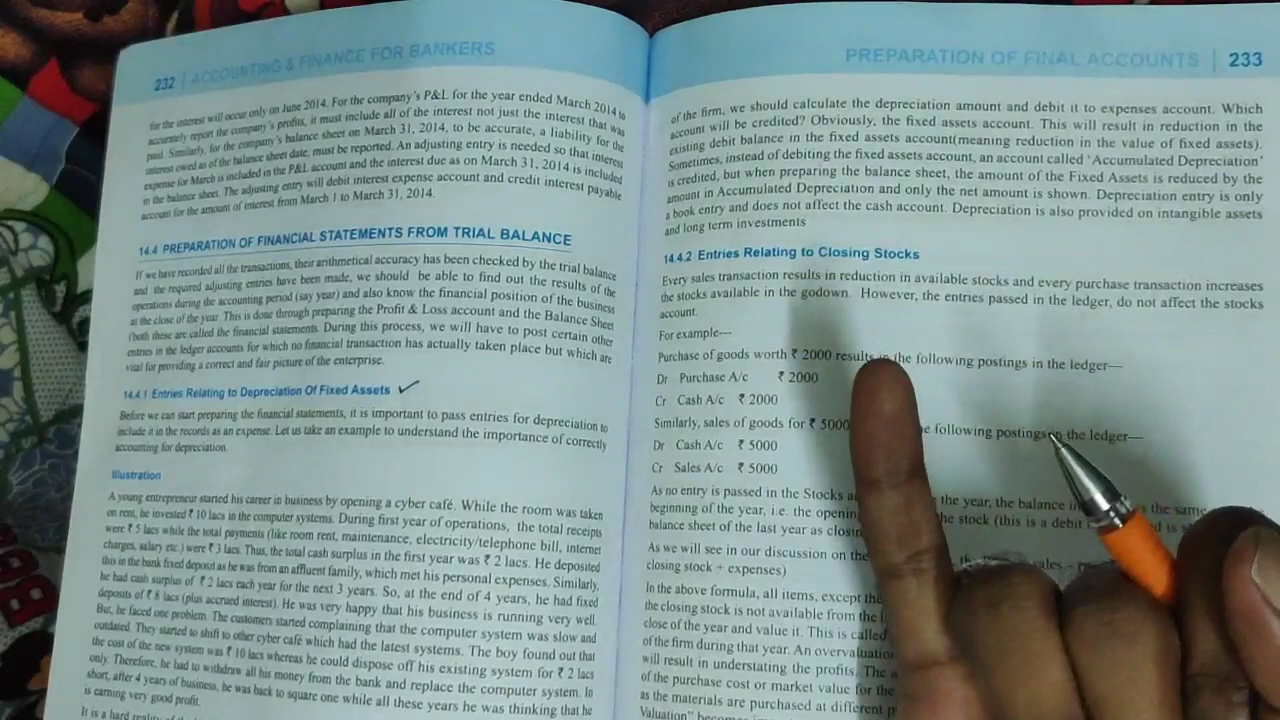 232 | ACCOUNTING & FINANCE FOR BANKERS
for the interest will occur only on June 2014. For the company's P&L for the year ended March 2014 to
accurately report the company's profits, it must include all of the interest not just the interest that was
paid. Similarly, for the company's balance sheet on March 31, 2014, to be accurate, a liability for the
interest owed as of the balance sheet date, must be reported. An adjusting entry is needed so that interest
expense for March is included in the P&L account and the interest due as on March 31, 2014 is included
in the balance sheet. The adjusting entry will debit interest expense account and credit interest payable
account for the amount of interest from March 1 to March 31, 2014.
14.4 PREPARATION OF FINANCIAL STATEMENTS FROM TRIAL BALANCE
If we have recorded all the transactions, their arithmetical accuracy has been checked by the trial balance
and the required adjusting entries have been made, we should be able to find out the results of the
operations during the accounting period (say year) and also know the financial position of the business
at the close of the year. This is done through preparing the Profit & Loss account and the Balance Sheet
(both these are called the financial statements. During this process, we will have to post certain other
entries in the ledger accounts for which no financial transaction has actually taken place but which are
vital for providing a correct and fair picture of the enterprise.
14.4 1 Entries Relating to Depreciation Of Fixed Assets
Before we can start preparing the financial statements, it is important to pass entries for depreciation to
include it in the records as an expense. Let us take an example to understand the importance of correctly
accounting for depreciation.
Illustration
A young entrepreneur started his career in business by opening a cyber café. While the room was taken
on rent, he invested ₹ 10 lacs in the computer systems. During first year of operations, the total receipts
were ₹ 5 lacs while the total payments (like room rent, maintenance, electricity/telephone bill, internet
charges, salary etc.) were ₹ 3 lacs. Thus, the total cash surplus in the first year was ₹ 2 lacs. He deposited
this in the bank fixed deposit as he was from an affluent family, which met his personal expenses. Similarly,
he had cash surplus of ₹ 2 lacs each year for the next 3 years. So, at the end of 4 years, he had fixed
deposits of ₹ 8 lacs (plus accrued interest). He was very happy that his business is running very well.
But, he faced one problem. The customers started complaining that the computer system was slow and
outdated. They started to shift to other cyber café which had the latest systems. The boy found out that
the cost of the new system was ₹ 10 lacs whereas he could dispose off his existing system for ₹ 2 lacs
only. Therefore, he had to withdraw all his money from the bank and replace the computer system. In
short, after 4 years of business, he was back to square one while all these years he was thinking that he
is earning very good profit.
It is a hard
PREPARATION OF FINAL ACCOUNTS | 233
of the firm, we should calculate the depreciation amount and debit it to expenses account. Which
account will be credited? Obviously, the fixed assets account. This will result in reduction in the
existing debit balance in the fixed assets account(meaning reduction in the value of fixed assets).
Sometimes, instead of debiting the fixed assets account, an account called 'Accumulated Depreciation'
is credited, but when preparing the balance sheet, the amount of the Fixed Assets is reduced by the
amount in Accumulated Depreciation and only the net amount is shown. Depreciation entry is only
a book entry and does not affect the cash account. Depreciation is also provided on intangible assets
and long term investments
14.4.2 Entries Relating to Closing Stocks
Every sales transaction results in reduction in available stocks and every purchase transaction increases
the stocks available in the godown. However, the entries passed in the ledger, do not affect the stocks
account.
For example—
Purchase of goods worth ₹ 2000 results in the following postings in the ledger—
Dr Purchase A/c ₹ 2000
Cr Cash A/c ₹ 2000
Similarly, sales of goods for ₹ 5000 following postings in the ledger—
Dr Cash A/c ₹ 5000
Cr Sales A/c ₹ 5000
As no entry is passed in the Stocks the year, the balance the same
beginning of the year, i.e. the stock (this is a debit
balance sheet of the last year as
As we will see in our discussion on the
closing stock + expenses)
In the above formula, all items, except the
the closing stock is not available from the
close of the year and value it. This is called
of the firm during that year. An
will result in understating the profits. The
of the purchase cost or market value for the
as the materials are purchased at different
Valuation"